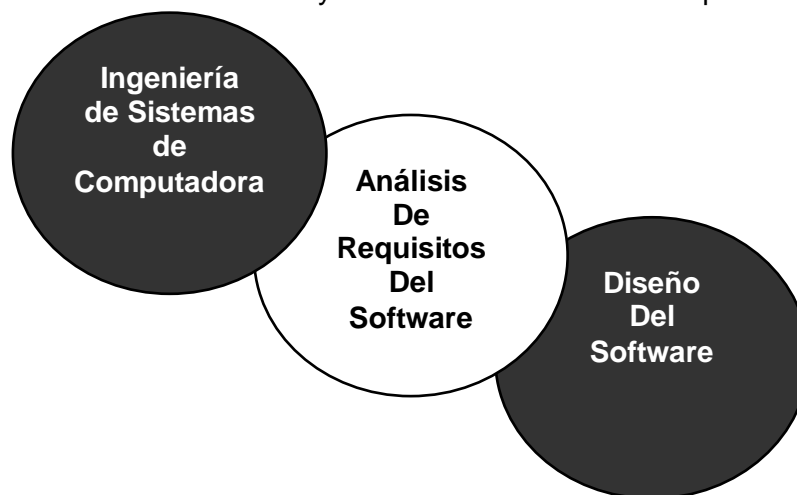 Ingeniería
de Sistemas
de
Computadora
Análisis
De
Requisitos
Del
Software
Diseño
Del
Software